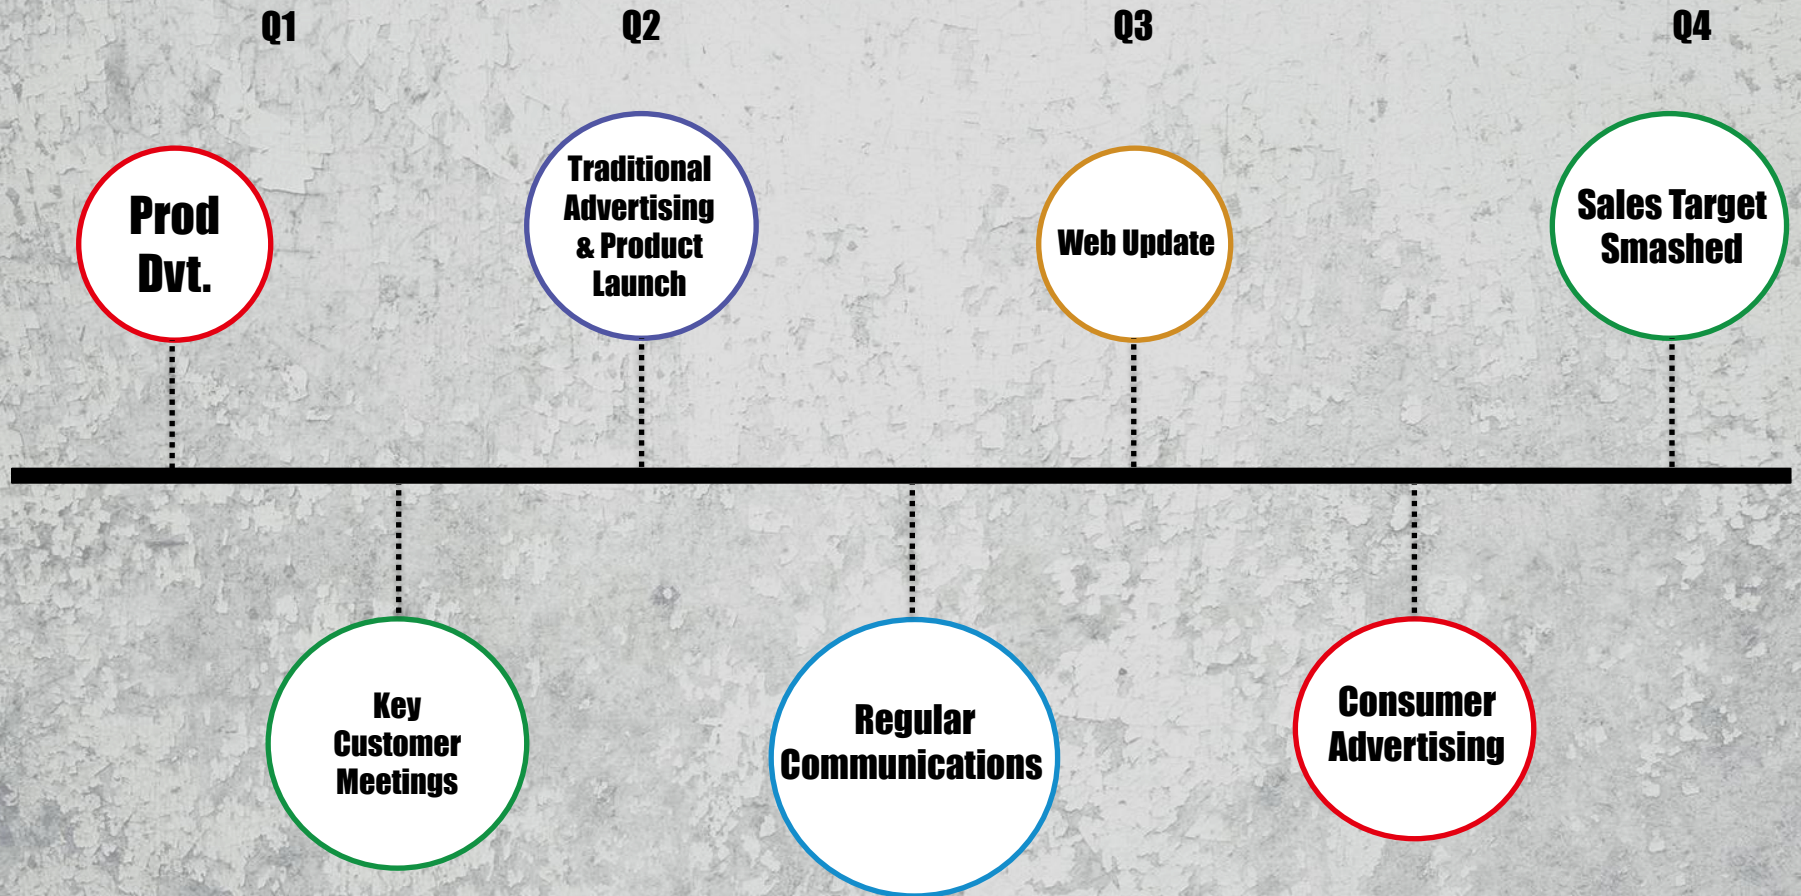 Q1
Q2
Q3
Q4
Prod
Dvt.
Traditional
Advertising
& Product
Launch
Web Update
Sales Target
Smashed
Key
Customer
Meetings
Regular
Communications
Consumer
Advertising